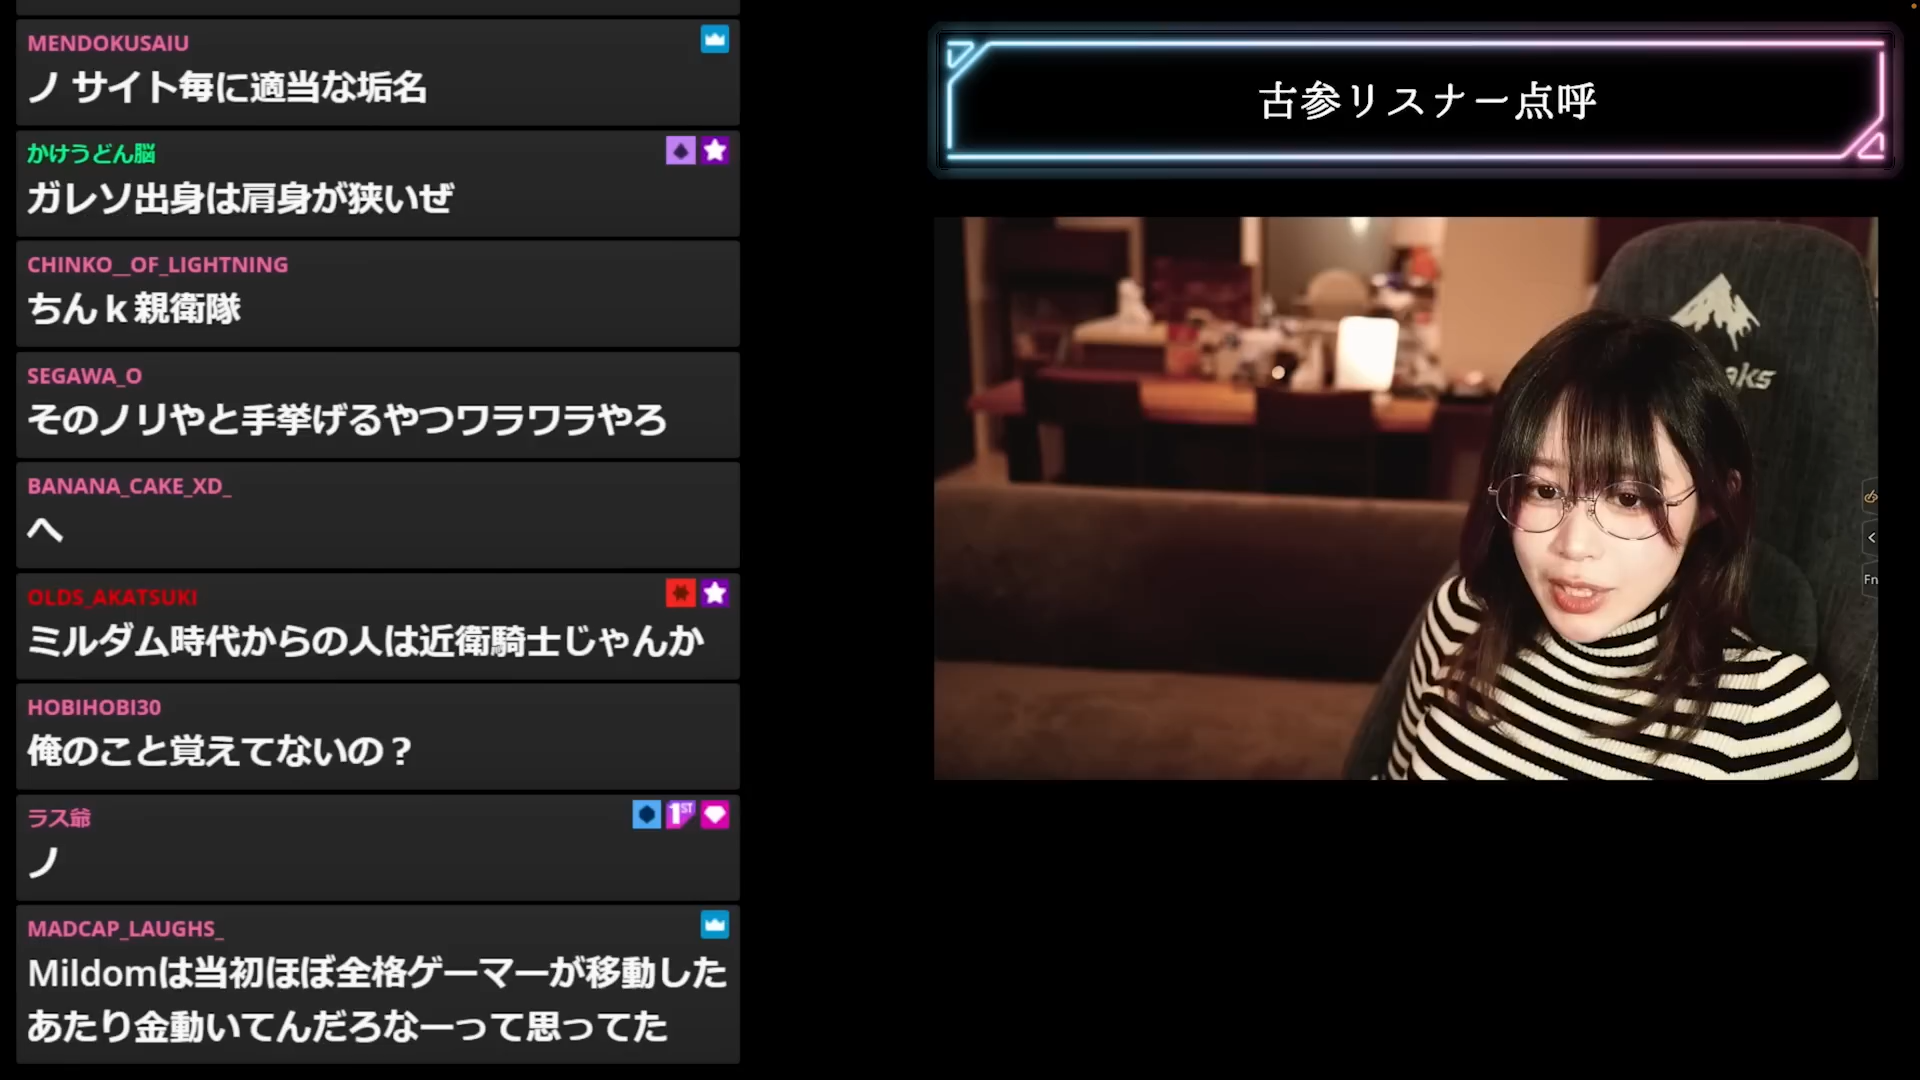 MENDOKUSAIU
ノ サイト毎に適当な垢名
かけうどん脳
ガレソ出身は肩身が狭いぜ
CHINKO__OF_LIGHTNING
ちんｋ親衛隊
SEGAWA_O
そのノリやと手挙げるやつワラワラやろ
BANANA_CAKE_XD_
へ
OLDS_AKATSUKI
ミルダム時代からの人は近衛騎士じゃんか
HOBIHOBI30
俺のこと覚えてないの？
ラス爺
1ST
ノ
MADCAP_LAUGHS_
Mildomは当初ほぼ全格ゲーマーが移動した
あたり金動いてんだろなーって思ってた
古参リスナー点呼
aks
Fn